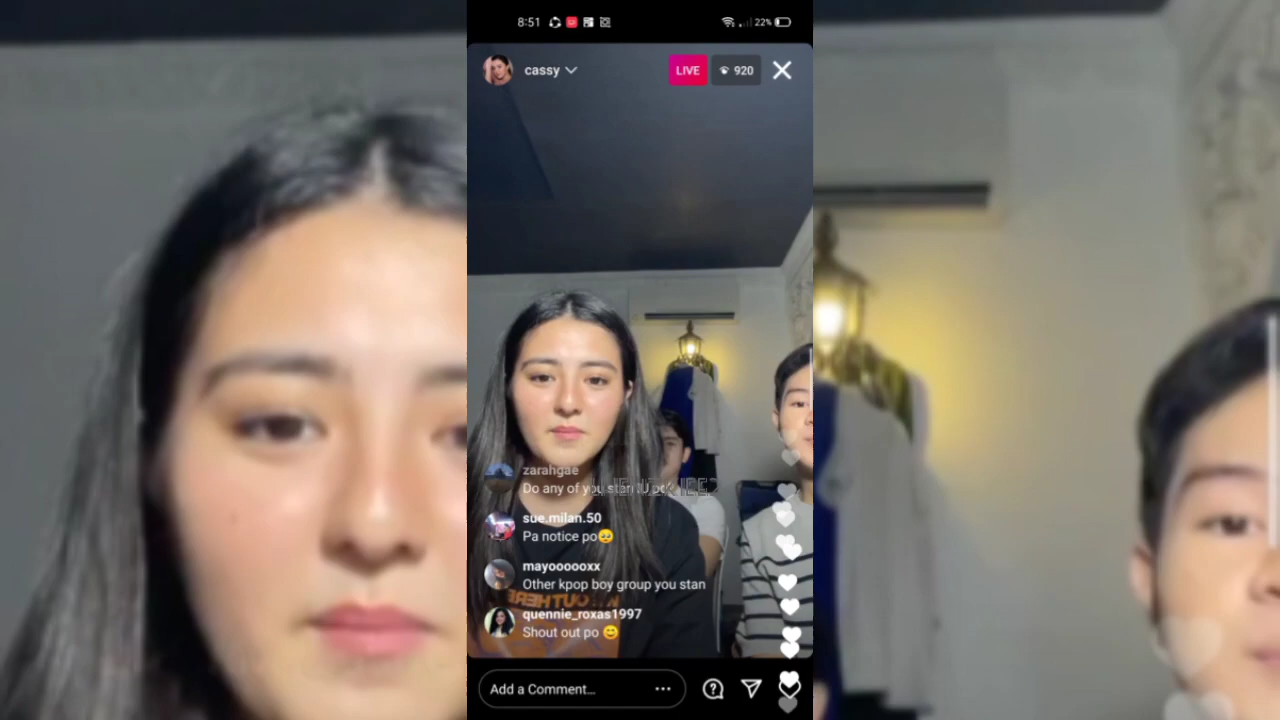 8:51
22%
cassy
LIVE
920
zarahgae
Do any of you stan
sue.milan.50
Pa notice po🥺
mayoooooxx
Other kpop boy group you stan
quennie_roxas1997
Shout out po 😊
Add a Comment...